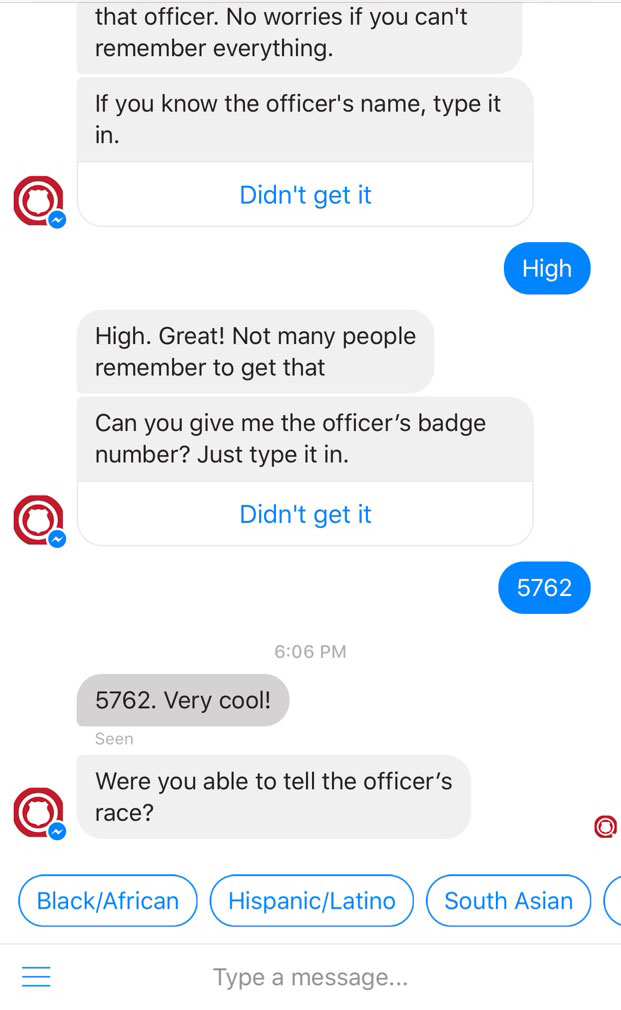 that officer. No worries if you can't
remember everything.
If you know the officer's name, type it
in.
Didn't get it
High
High. Great! Not many people
remember to get that
Can you give me the officer’s badge
number? Just type it in.
Didn't get it
5762
6:06 PM
5762. Very cool!
Seen
Were you able to tell the officer’s
race?
Black/African
Hispanic/Latino
South Asian
Type a message...